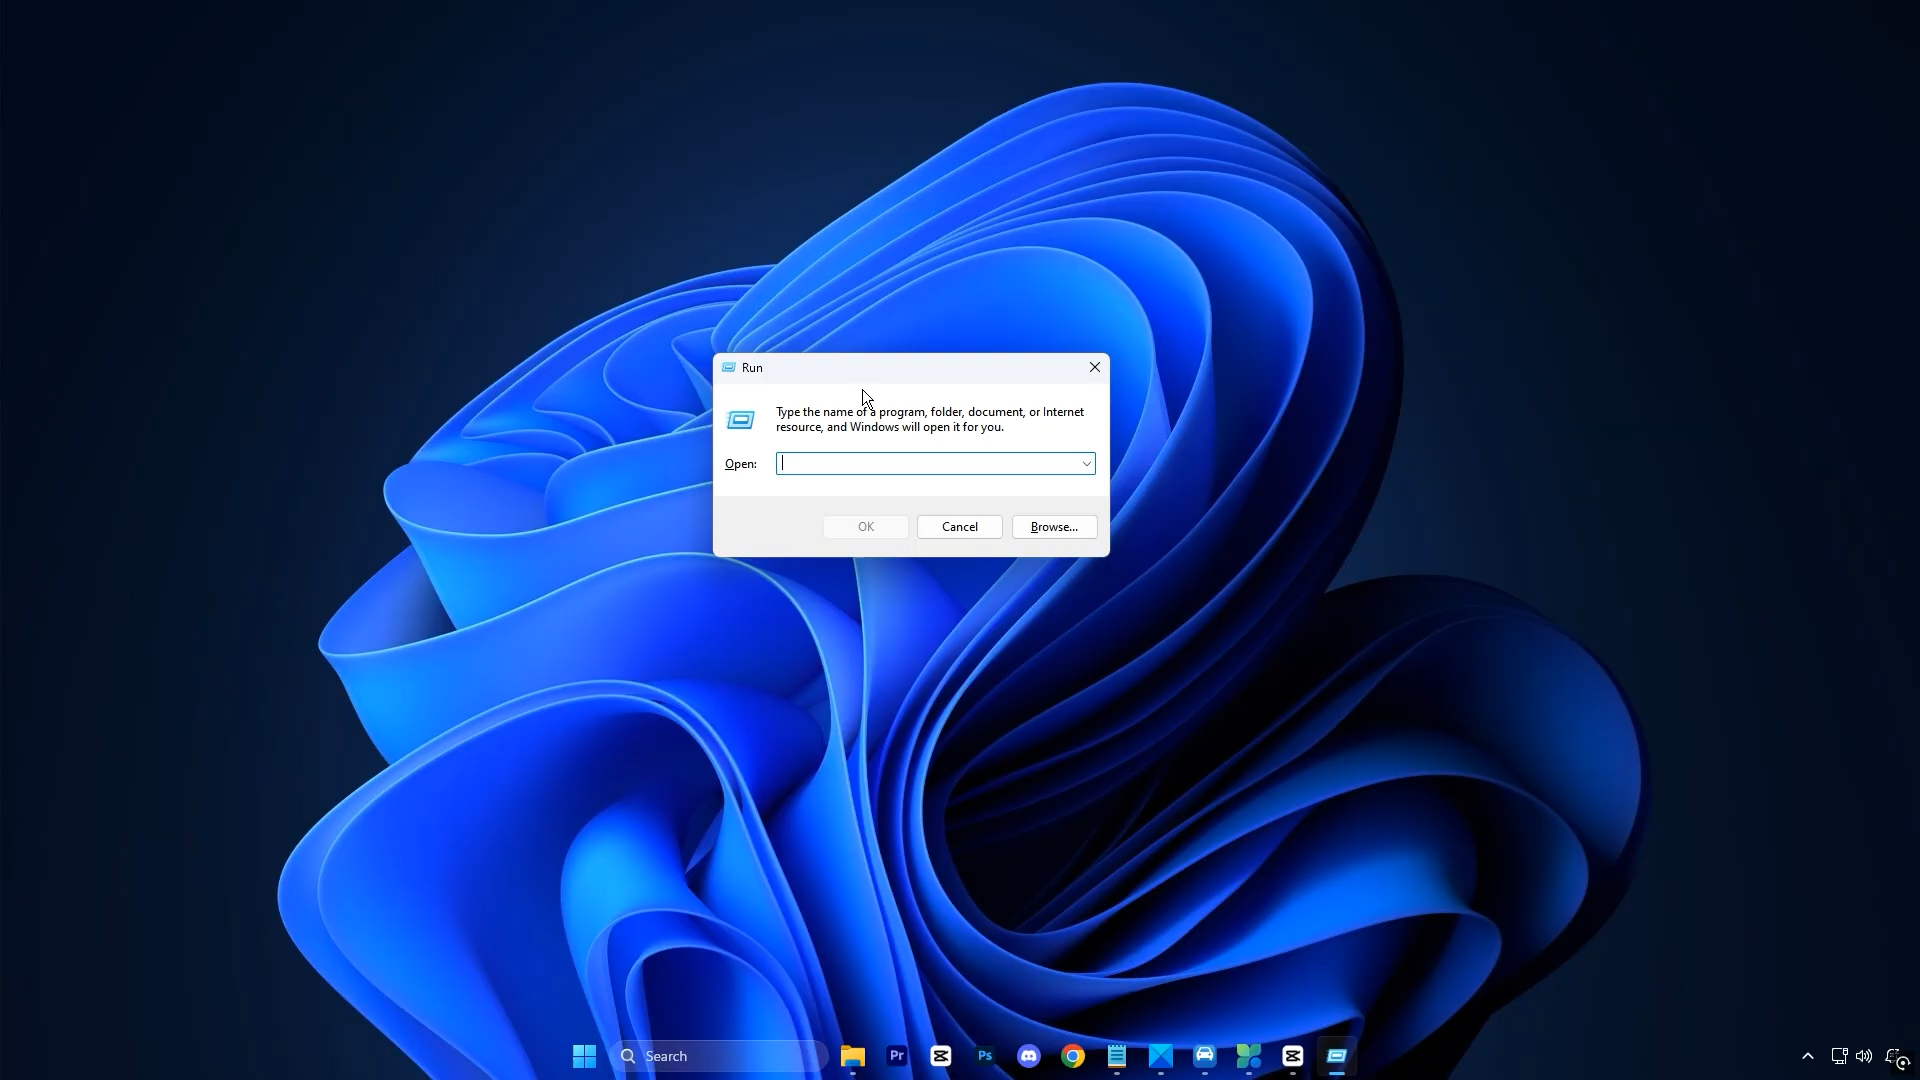 Run
Type the name of a program, folder, document, or Internet
resource, and Windows will open it for you.
Open:
OK
Cancel
Browse...
Search
Pr
Ps